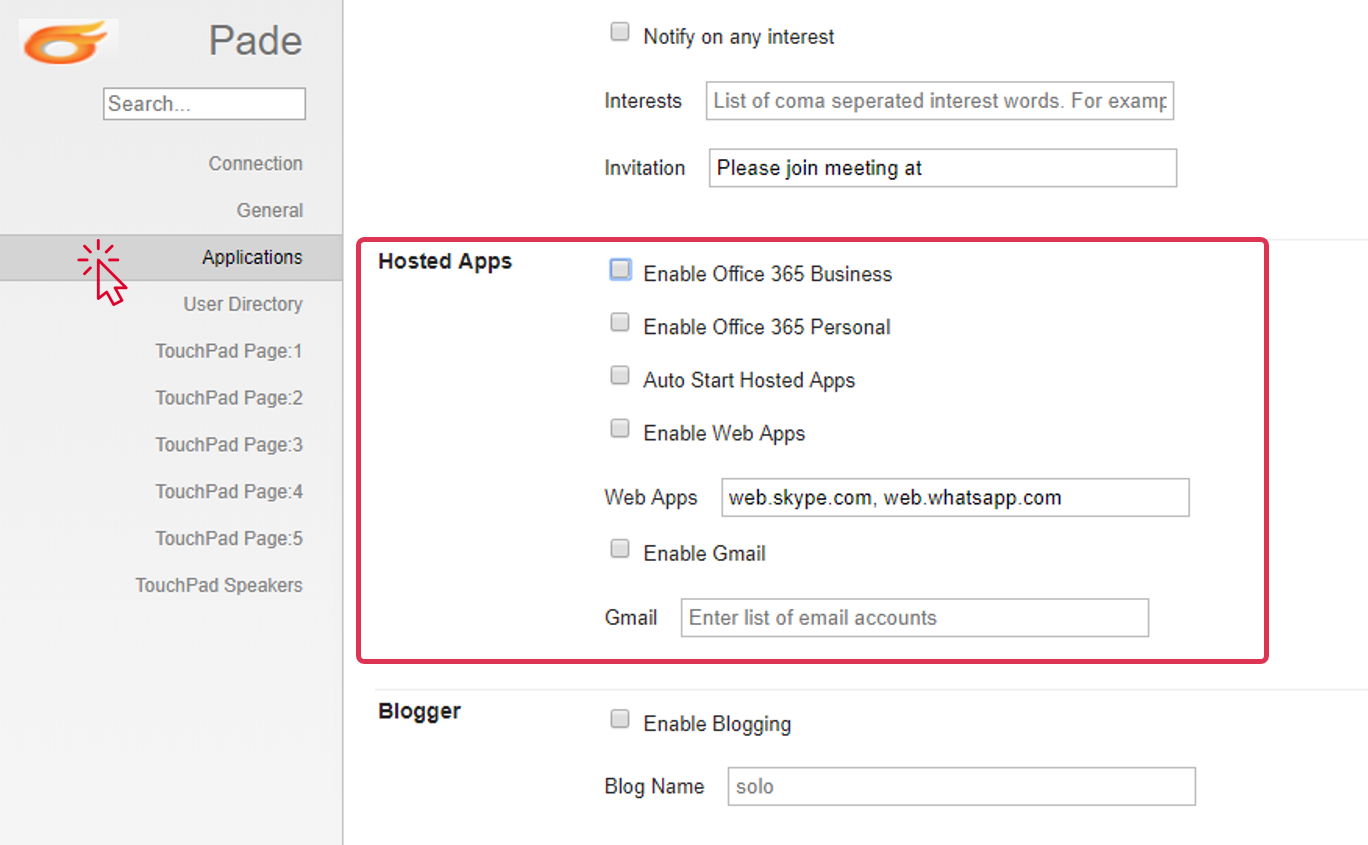 Pade
Search...
Connection
General
Applications
User Directory
TouchPad Page:1
TouchPad Page:2
TouchPad Page:3
TouchPad Page:4
TouchPad Page:5
TouchPad Speakers
Notify on any interest
Interests List of coma seperated interest words. For examp
Invitation Please join meeting at
Hosted Apps
Enable Office 365 Business
Enable Office 365 Personal
Auto Start Hosted Apps
Enable Web Apps
Web Apps web.skype.com, web.whatsapp.com
Enable Gmail
Gmail Enter list of email accounts
Blogger
Enable Blogging
Blog Name solo